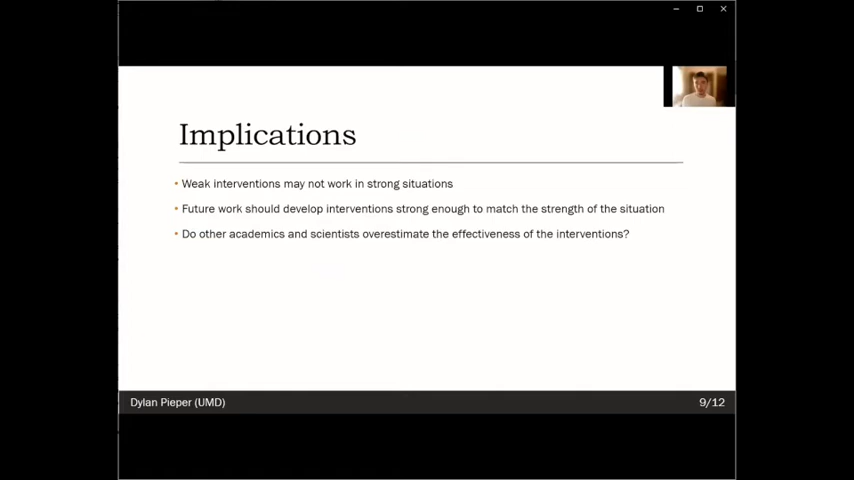 Implications
• Weak interventions may not work in strong situations
• Future work should develop interventions strong enough to match the strength of the situation
• Do other academics and scientists overestimate the effectiveness of the interventions?
Dylan Pieper (UMD)
9/12